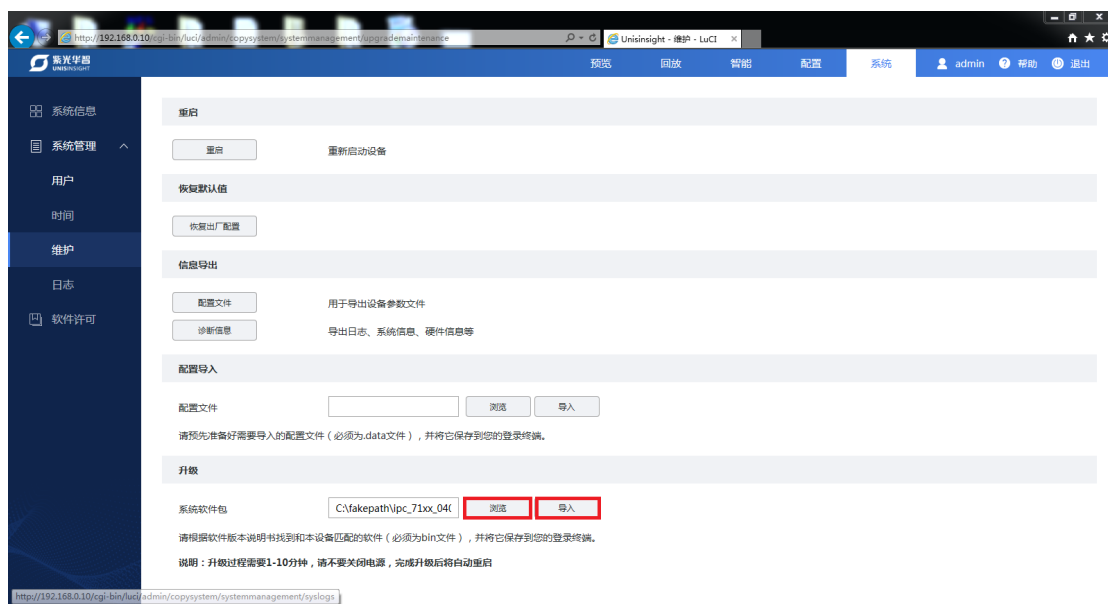 http://192.168.0.10/cgi-bin/luci/admin/copysystem/systemmanagement/upgrademaintenance
Unisinsight - 维护 - LuCI
紫光华智
UNISINSIGHT
预览 回放 智能 配置 系统 admin 帮助 退出
系统信息
系统管理
用户
时间
维护
日志
软件许可
重启
重启 重新启动设备
恢复默认值
恢复出厂配置
信息导出
配置文件 用于导出设备参数文件
诊断信息 导出日志、系统信息、硬件信息等
配置导入
配置文件 浏览 导入
请预先准备好需要导入的配置文件（必须为.data文件），并将它保存到您的登录终端。
升级
系统软件包 C:\fakepath\ipc_71xx_04( 浏览 导入
请根据软件版本说明书找到和本设备匹配的软件（必须为bin文件），并将它保存到您的登录终端。
说明：升级过程需要1-10分钟，请不要关闭电源，完成升级后将自动重启
http://192.168.0.10/cgi-bin/luci/admin/copysystem/systemmanagement/syslogs